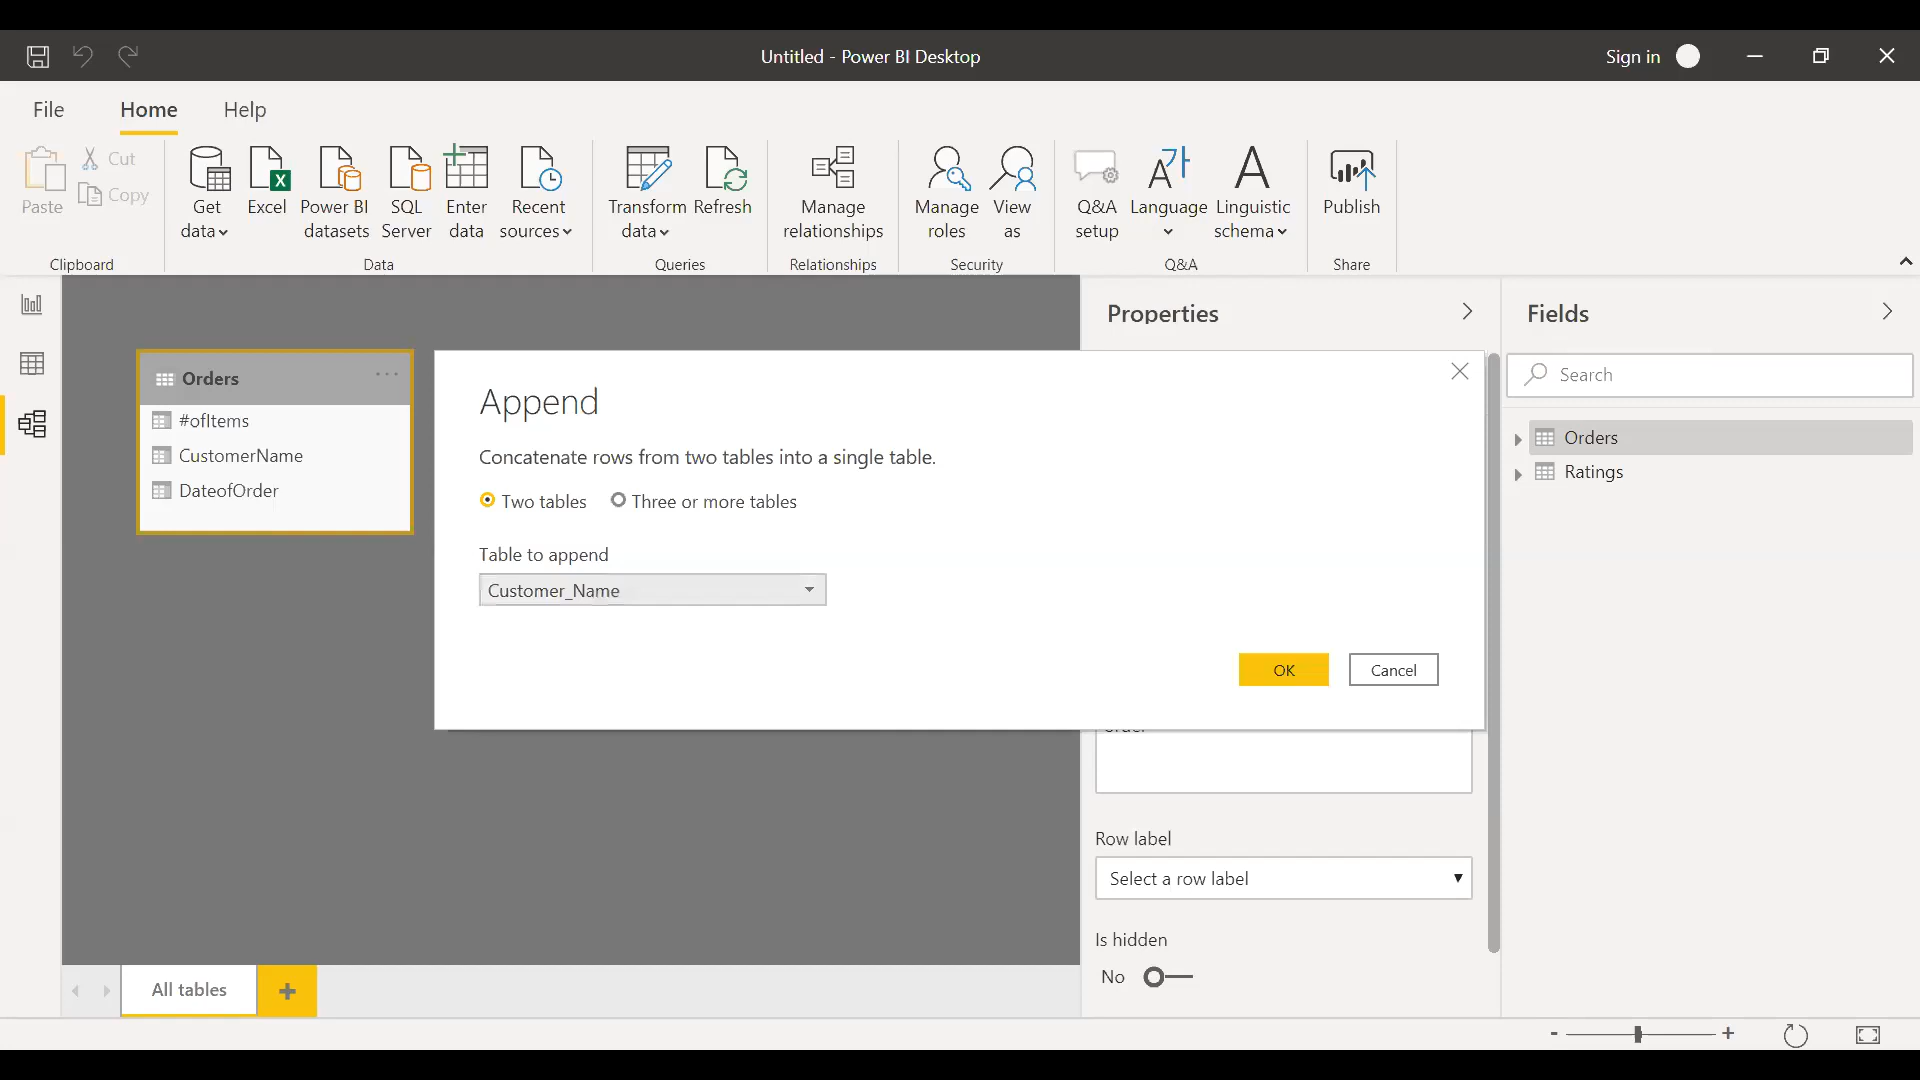 Untitled - Power BI Desktop
Sign in
File
Home
Help
Paste
Cut
Copy
Clipboard
Get
data
Excel
Power BI
datasets
SQL
Server
Enter
data
Recent
sources
Data
Transform
data
Refresh
Queries
Manage
relationships
Relationships
Manage
roles
View
as
Security
Q&A
setup
Language
Linguistic
schema
Q&A
Publish
Share
Orders
#ofItems
CustomerName
DateofOrder
Append
Concatenate rows from two tables into a single table.
Two tables
Three or more tables
Table to append
Customer_Name
OK
Cancel
Properties
Row label
Select a row label
Is hidden
No
Fields
Search
Orders
Ratings
All tables